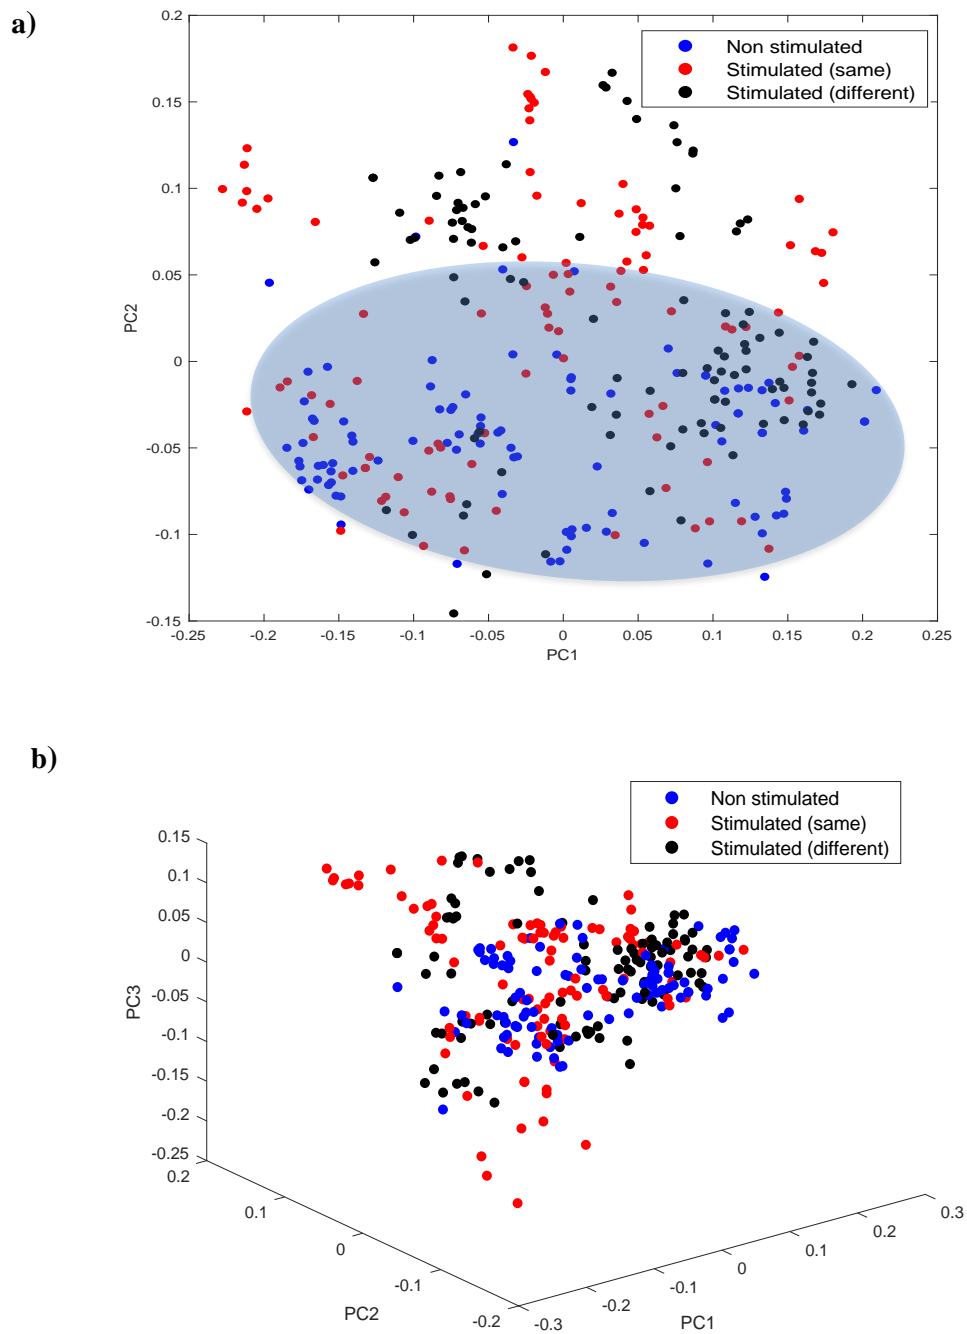 a)
0.2
0.15
0.1
0.05
0
-0.05
-0.1
-0.15
PC2
Non stimulated
Stimulated (same)
Stimulated (different)
-0.25 -0.2 -0.15 -0.1 -0.05 0 0.05 0.1 0.15 0.2 0.25
PC1
b)
Non stimulated
Stimulated (same)
Stimulated (different)
0.15
0.1
0.05
0
-0.05
-0.1
-0.15
-0.2
-0.25
PC3
0.2
0.1
0
-0.1
-0.2
PC2
-0.3
-0.2
-0.1
0
0.1
0.2
0.3
PC1